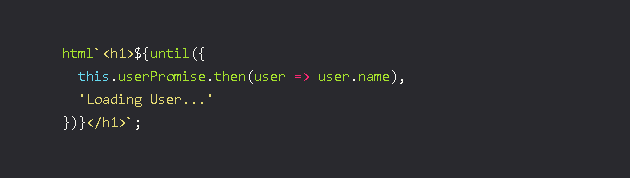 html`<h1>${until({
this.userPromise.then(user => user.name),
'Loading User...'
})}</h1>`;